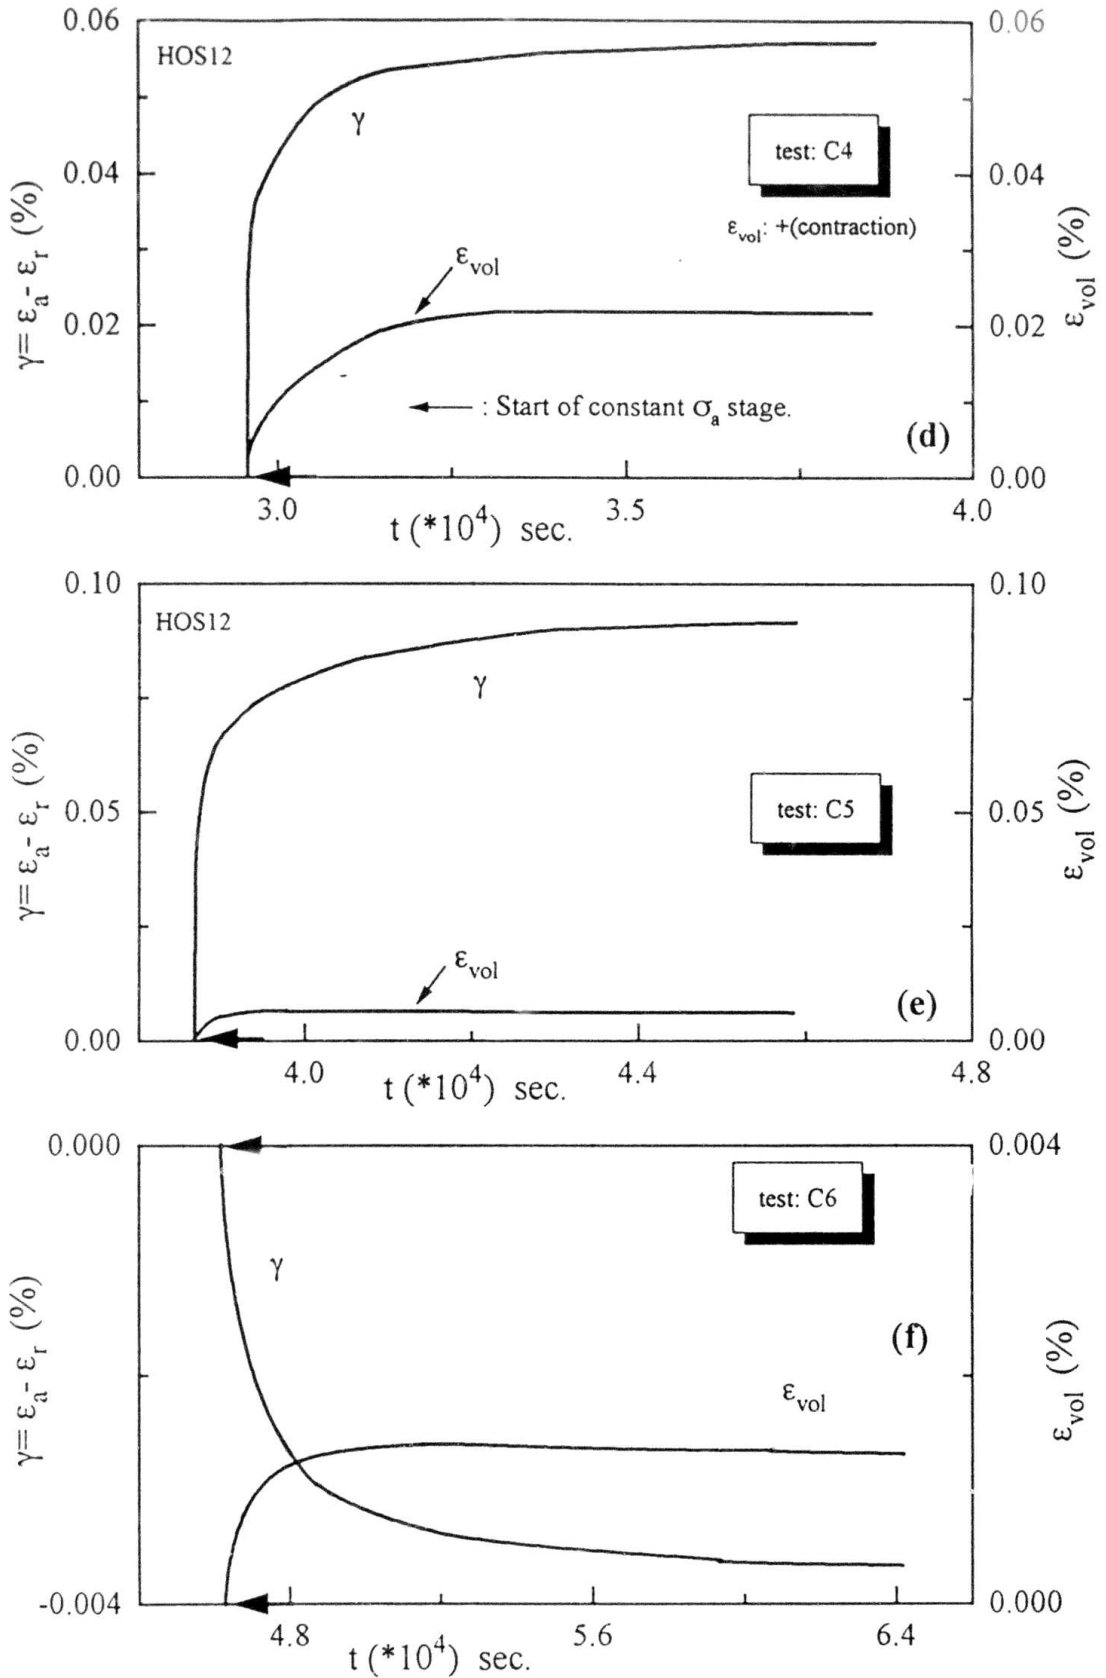 0.06
0.06
HOS12
γ
test: C4
0.04
0.04
ε_vol: +(contraction)
ε_vol
γ= ε_a- ε_r (%)
ε_vol (%)
0.02
0.02
: Start of constant σ_a stage.
(d)
0.00
0.00
3.0
3.5
4.0
t (*10^4) sec.
0.10
0.10
HOS12
γ
γ= ε_a- ε_r (%)
ε_vol (%)
0.05
test: C5
0.05
ε_vol
(e)
0.00
0.00
4.0
4.4
4.8
t (*10^4) sec.
0.000
0.004
test: C6
γ
γ= ε_a- ε_r (%)
(f)
ε_vol (%)
ε_vol
-0.004
0.000
4.8
5.6
6.4
t (*10^4) sec.